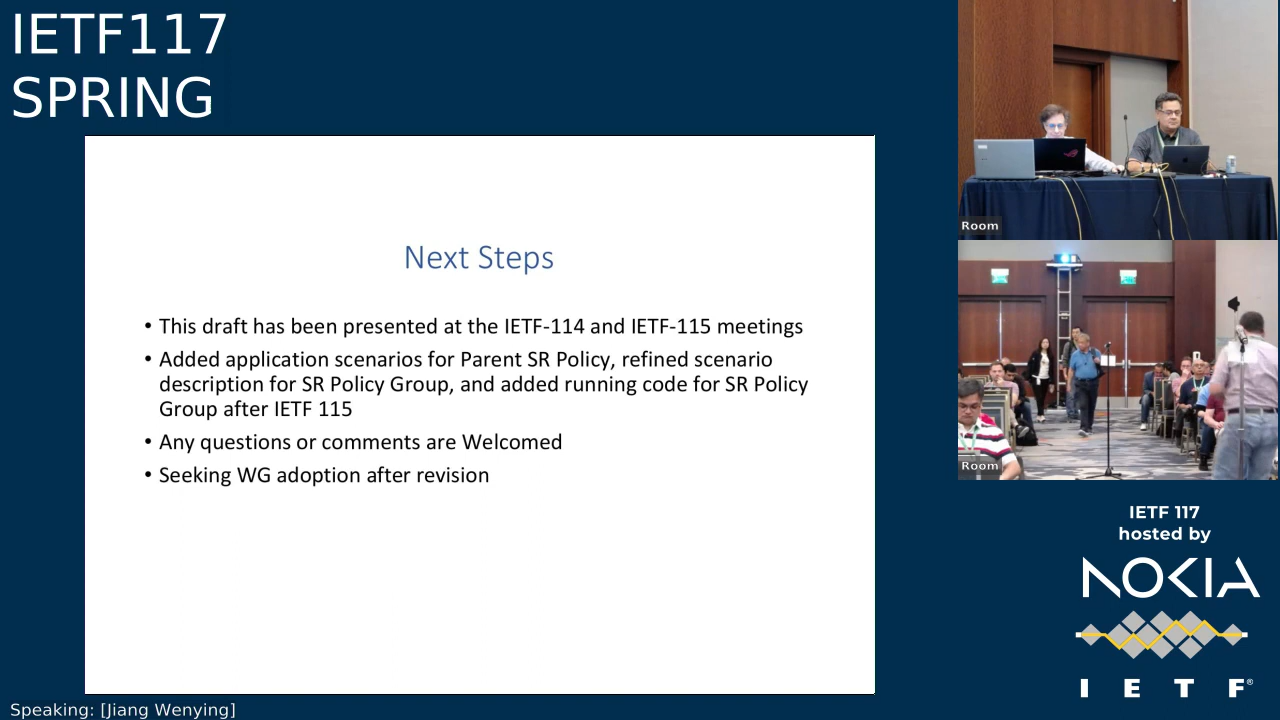 IETF117
SPRING
Next Steps
• This draft has been presented at the IETF-114 and IETF-115 meetings
• Added application scenarios for Parent SR Policy, refined scenario
description for SR Policy Group, and added running code for SR Policy
Group after IETF 115
• Any questions or comments are Welcomed
• Seeking WG adoption after revision
Room
Room
IETF 117
hosted by
NOKIA
I E T F®
Speaking: [Jiang Wenying]